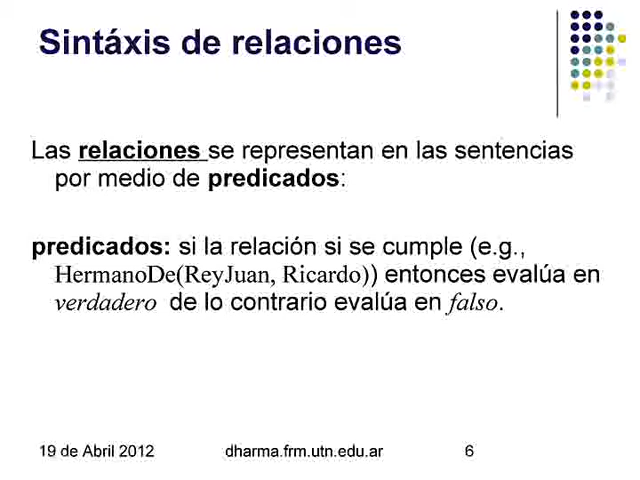 Sintáxis de relaciones
Las relaciones se representan en las sentencias
por medio de predicados:
predicados: si la relación si se cumple (e.g.,
HermanoDe(ReyJuan, Ricardo)) entonces evalúa en
verdadero de lo contrario evalúa en falso.
19 de Abril 2012 dharma.frm.utn.edu.ar 6